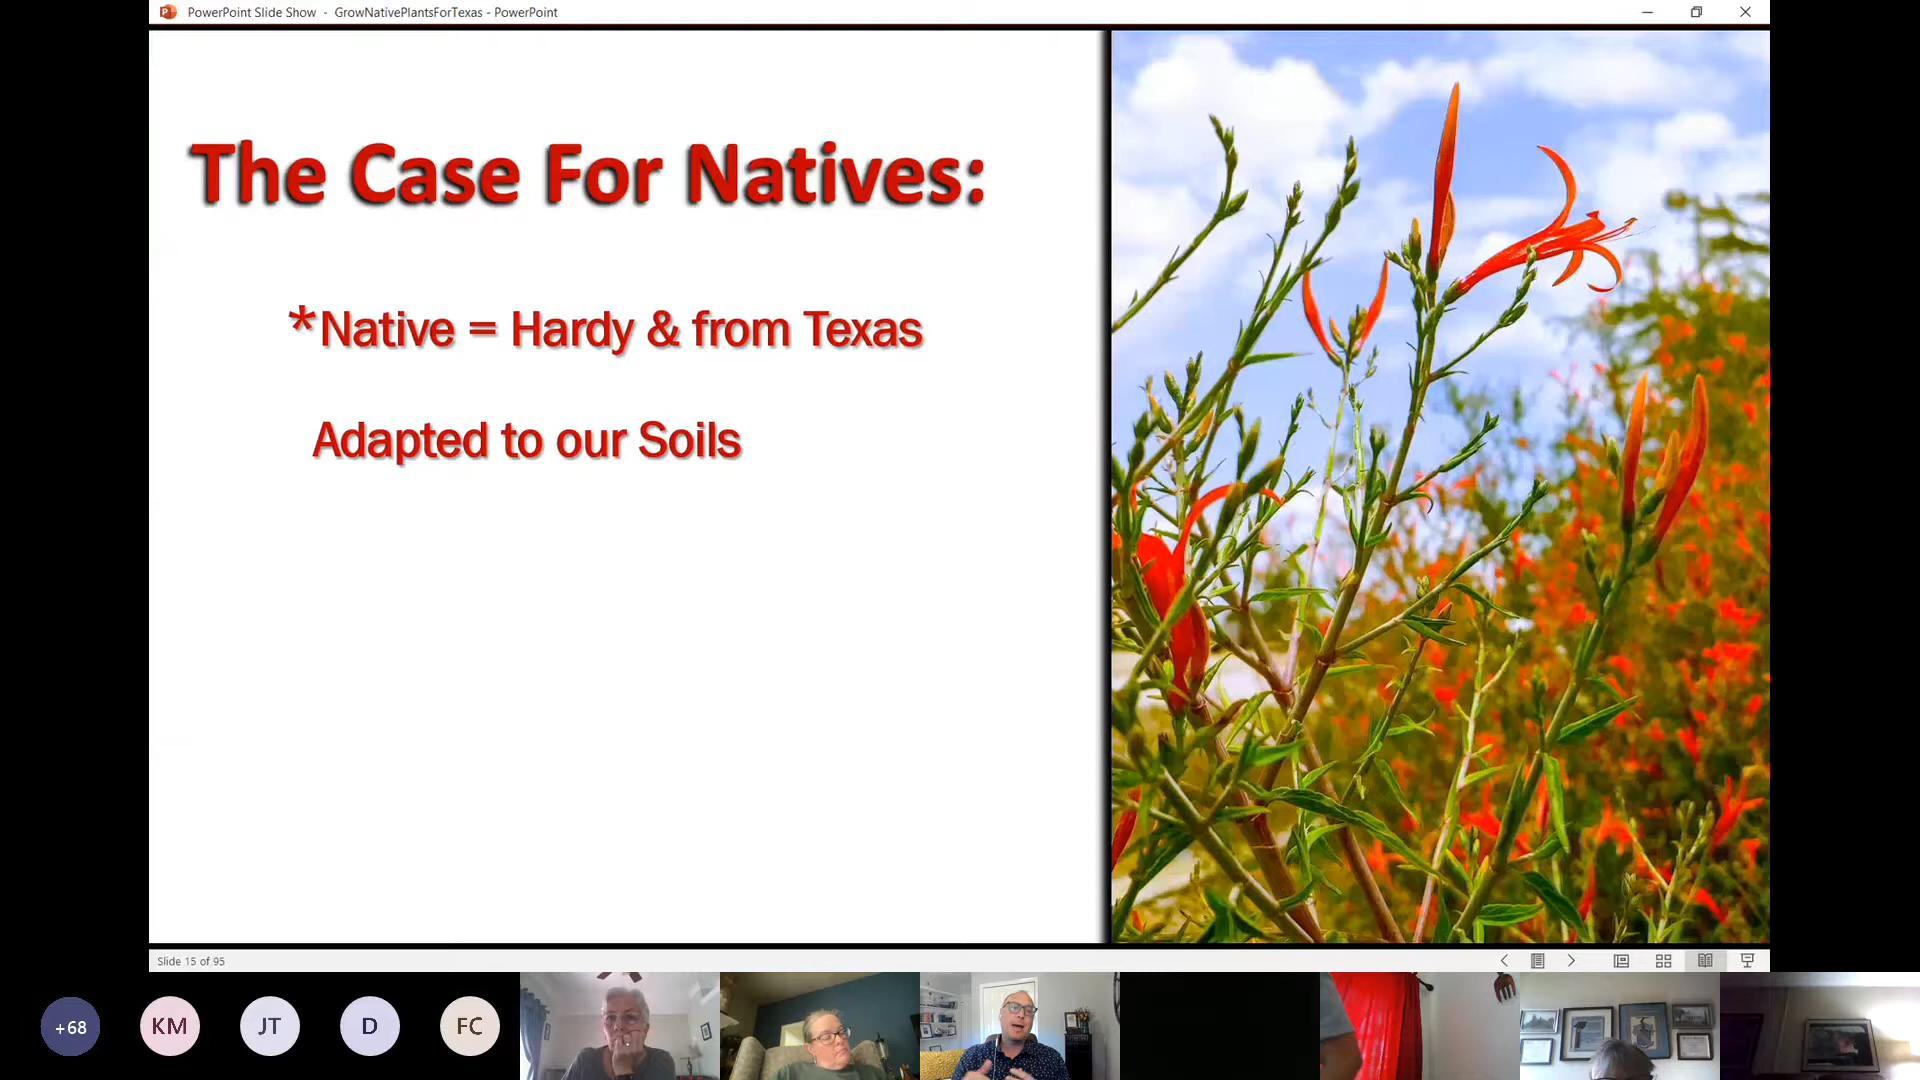 PowerPoint Slide Show - GrowNativePlantsForTexas - PowerPoint
The Case For Natives:
*Native = Hardy & from Texas
Adapted to our Soils
Slide 15 of 95
+68
KM
JT
D
FC